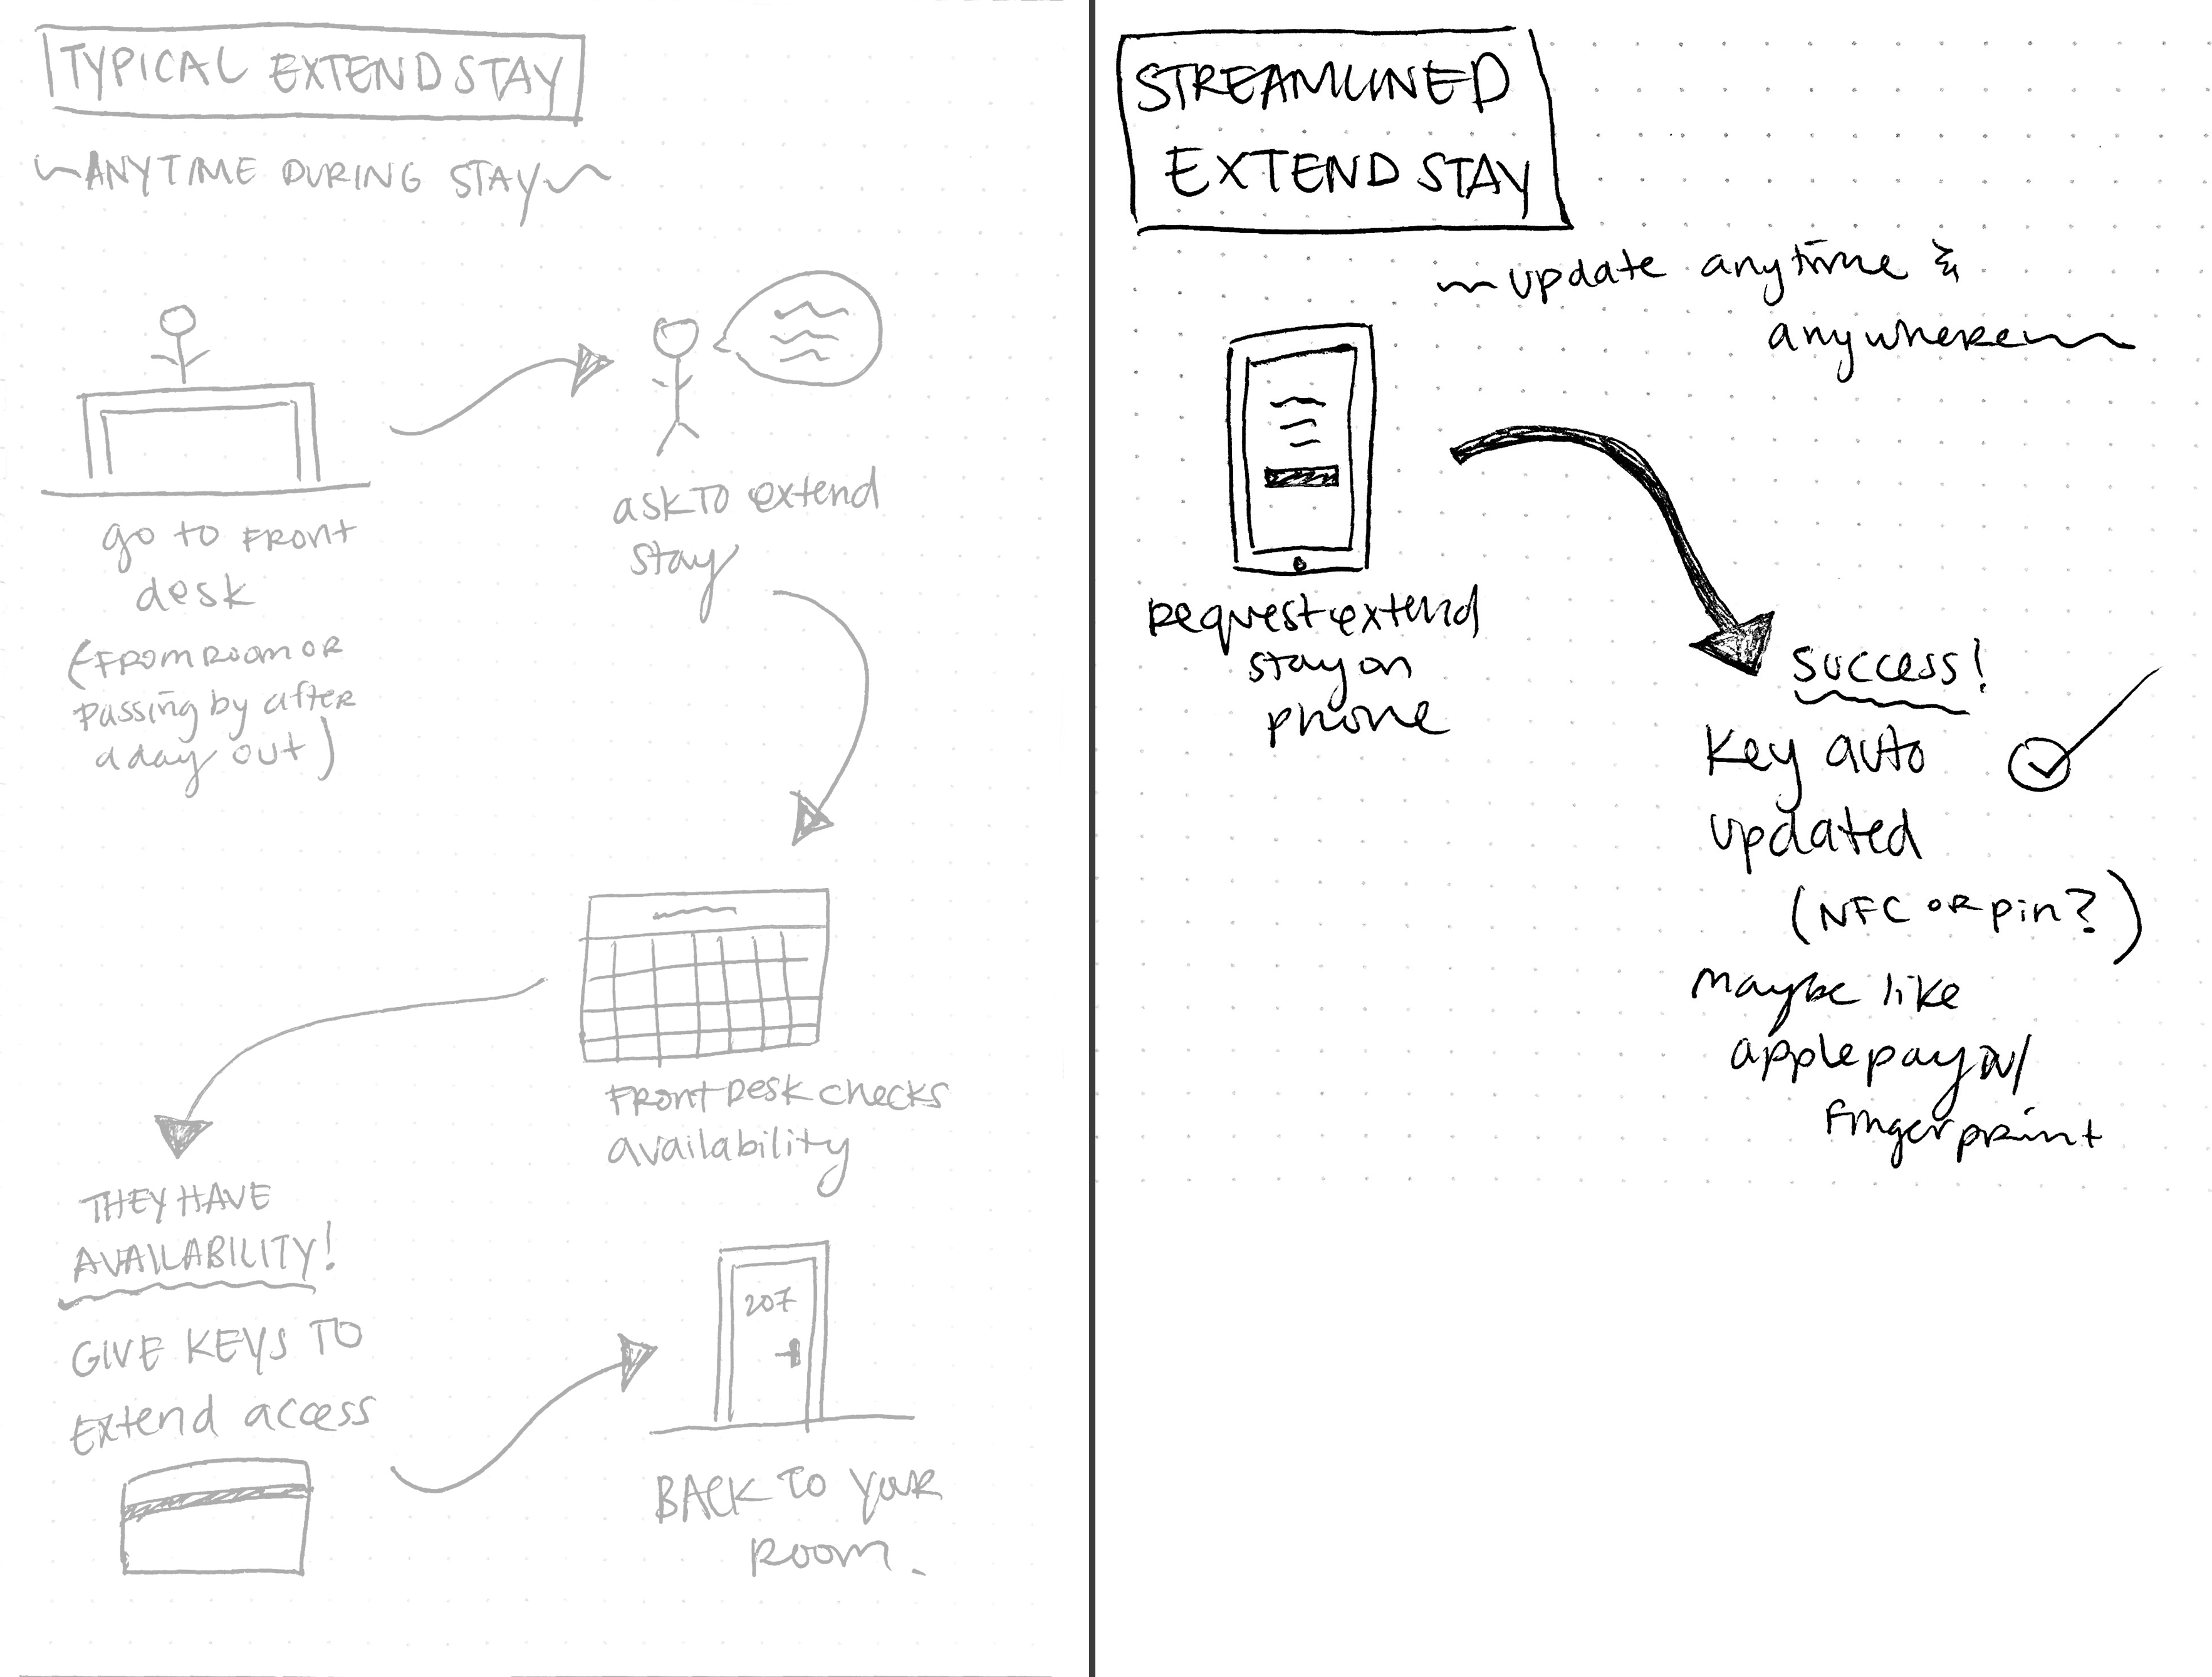 TYPICAL EXTEND STAY
ANYTIME DURING STAY
go to FRont
desk
(FROM ROOM OR
passing by after
a day out)
ask TO extend
stay
FRont Desk checks
availability
THEY HAVE
AVAILABILITY!
GIVE KEYS TO
Extend access
207
BACK TO YOUR
ROOM.
STREAMLINED
EXTEND STAY
update anytime &
anywhere
Request extend
stay on
phone
success!
Key auto
updated
(NFC OR pin?)
maybe like
apple pay w/
fingerprint